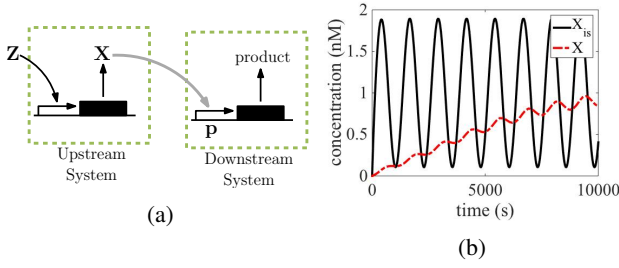 Z
X
product
p
Upstream
System
Downstream
System
(a)
concentration (nM)
2
1.5
1
0.5
0
0
5000
10000
time (s)
X_is
X
(b)